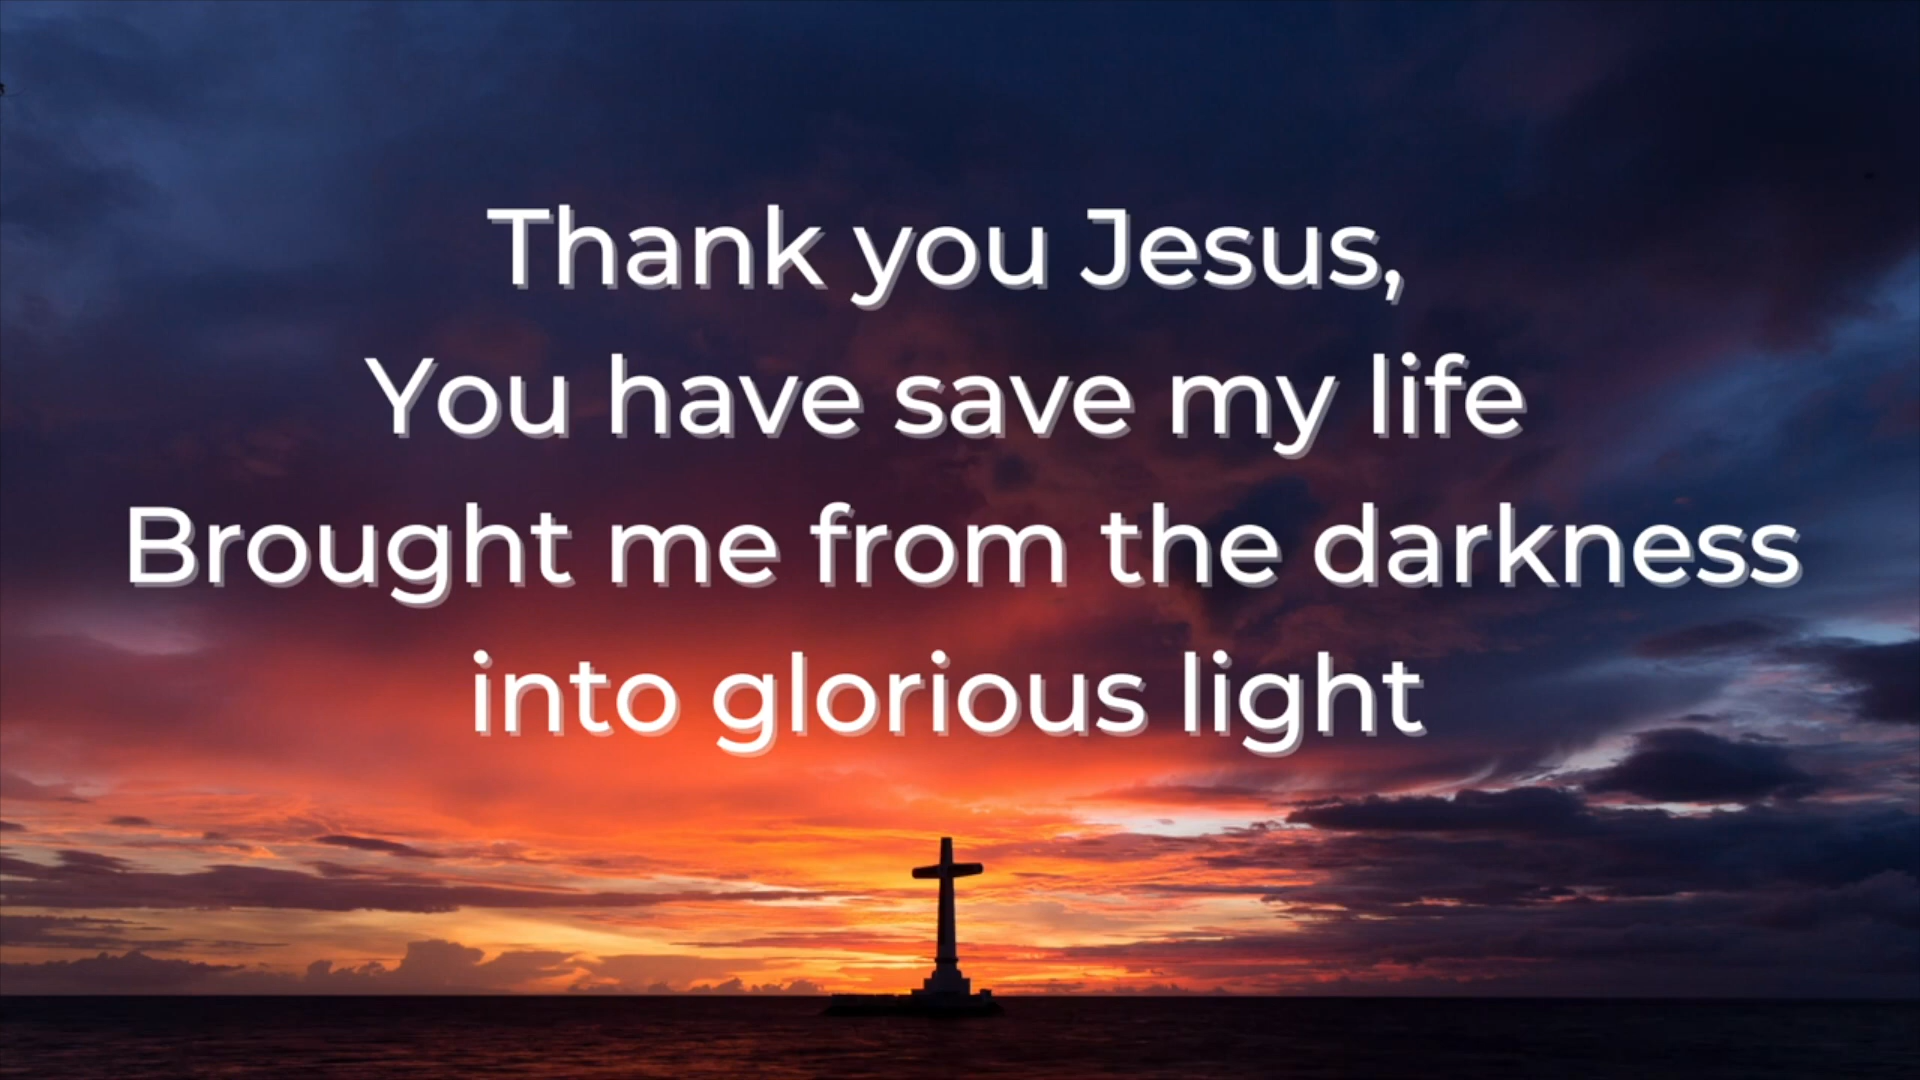 Thank you Jesus,
You have save my life
Brought me from the darkness
into glorious light